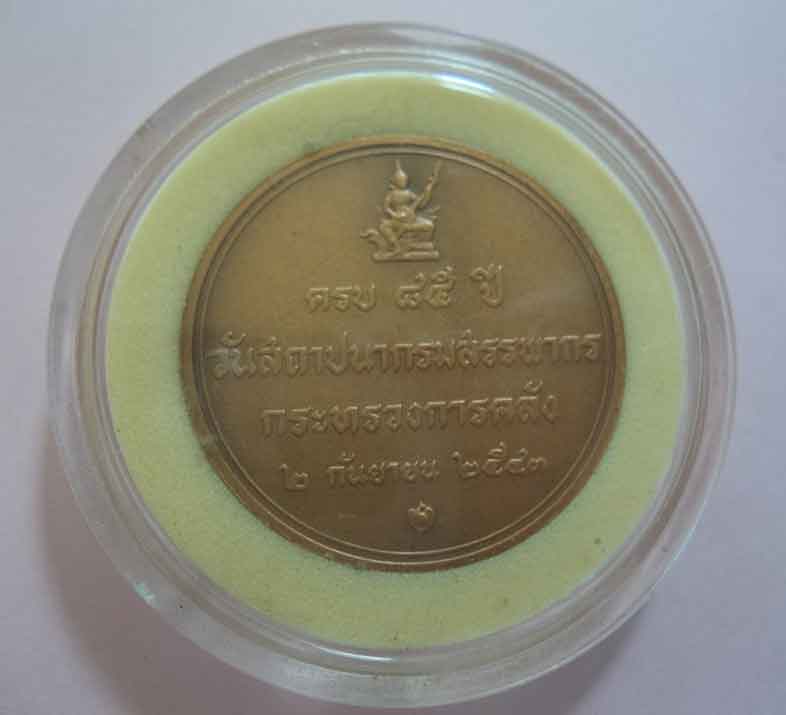 ครบ ๘๕ ปี
วันสถาปนากรมสรรพากร
กระทรวงการคลัง
๒ กันยายน ๒๕๔๓